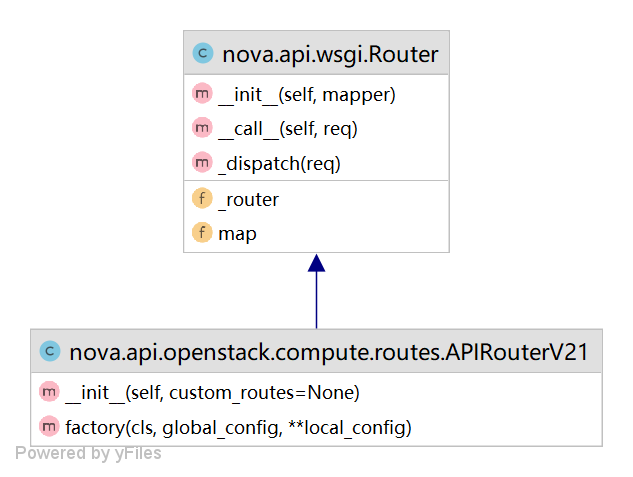 c nova.api.wsgi.Router
m __init__(self, mapper)
m __call__(self, req)
m _dispatch(req)
f _router
f map
c nova.api.openstack.compute.routes.APIRouterV21
m __init__(self, custom_routes=None)
m factory(cls, global_config, **local_config)
Powered by yFiles